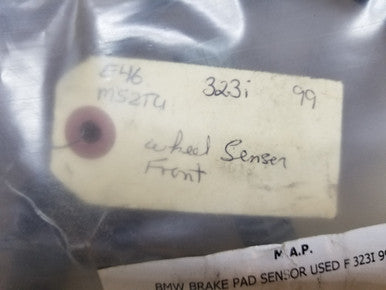 E46 323i 99
M52TU
wheel Sensor
Front
M.A.P.
BMW BRAKE PAD SENSOR USED F 323I 99